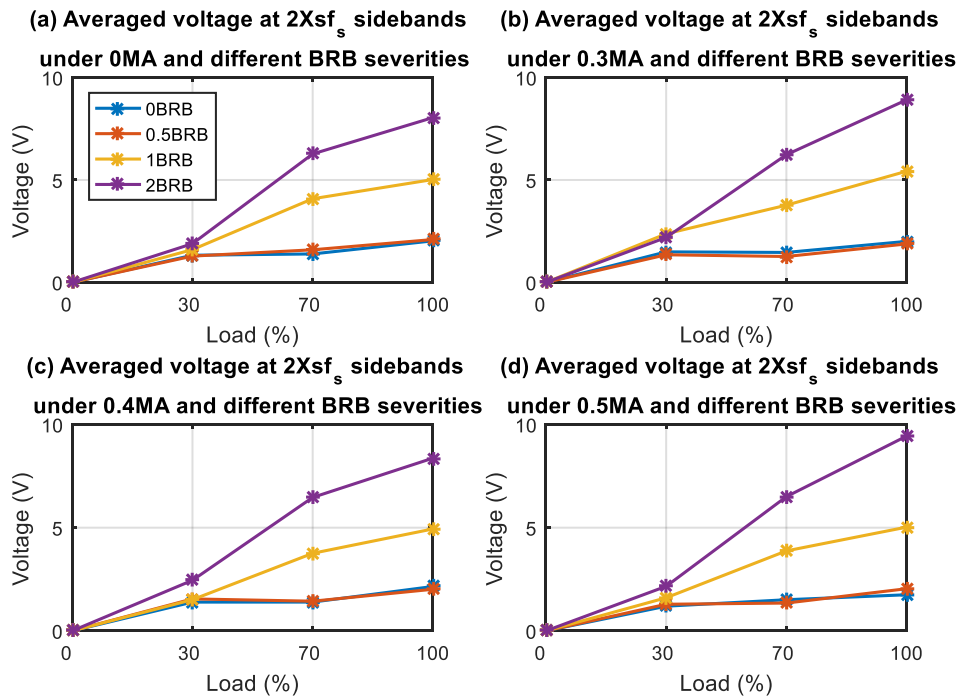 (a) Averaged voltage at 2Xsf_s sidebands
under 0MA and different BRB severities
10
5
0
Voltage (V)
0BRB
0.5BRB
1BRB
2BRB
0 30 70 100
Load (%)
(b) Averaged voltage at 2Xsf_s sidebands
under 0.3MA and different BRB severities
10
5
0
Voltage (V)
0 30 70 100
Load (%)
(c) Averaged voltage at 2Xsf_s sidebands
under 0.4MA and different BRB severities
10
5
0
Voltage (V)
0 30 70 100
Load (%)
(d) Averaged voltage at 2Xsf_s sidebands
under 0.5MA and different BRB severities
10
5
0
Voltage (V)
0 30 70 100
Load (%)